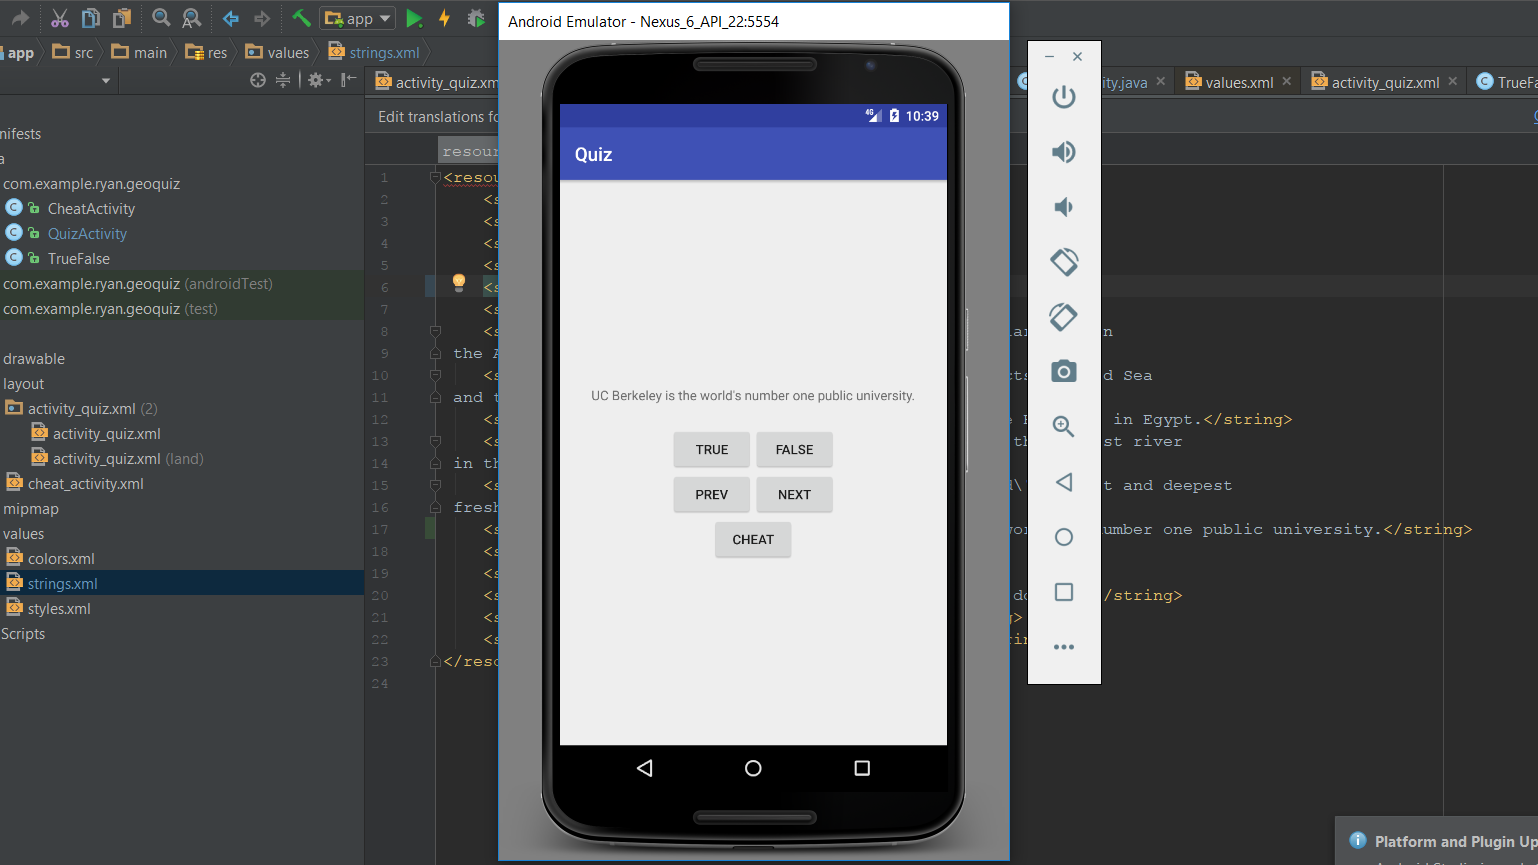 Android Emulator - Nexus_6_API_22:5554
app
app
src
main
res
values
strings.xml
activity_quiz.xm
ity.java
values.xml
activity_quiz.xml
TrueFa
Edit translations fo
nifests
a
com.example.ryan.geoquiz
CheatActivity
QuizActivity
TrueFalse
com.example.ryan.geoquiz (androidTest)
com.example.ryan.geoquiz (test)
drawable
layout
activity_quiz.xml (2)
activity_quiz.xml
activity_quiz.xml (land)
cheat_activity.xml
mipmap
values
colors.xml
strings.xml
styles.xml
Scripts
resour
1 <resou
2 <s
3 <s
4 <s
5 <s
6 <s
7 <s
8 <s
9 the A
10 <s
11 and t
12 <s
13 <s
14 in th
15 <s
16 fresh
17 <s
18 <s
19 <s
20 <s
21 <s
22 <s
23 </reso
24
4G 10:39
Quiz
UC Berkeley is the world's number one public university.
TRUE FALSE
PREV NEXT
CHEAT
d Sea
in Egypt.</string>
st river
t and deepest
umber one public university.</string>
/string>
Platform and Plugin Up